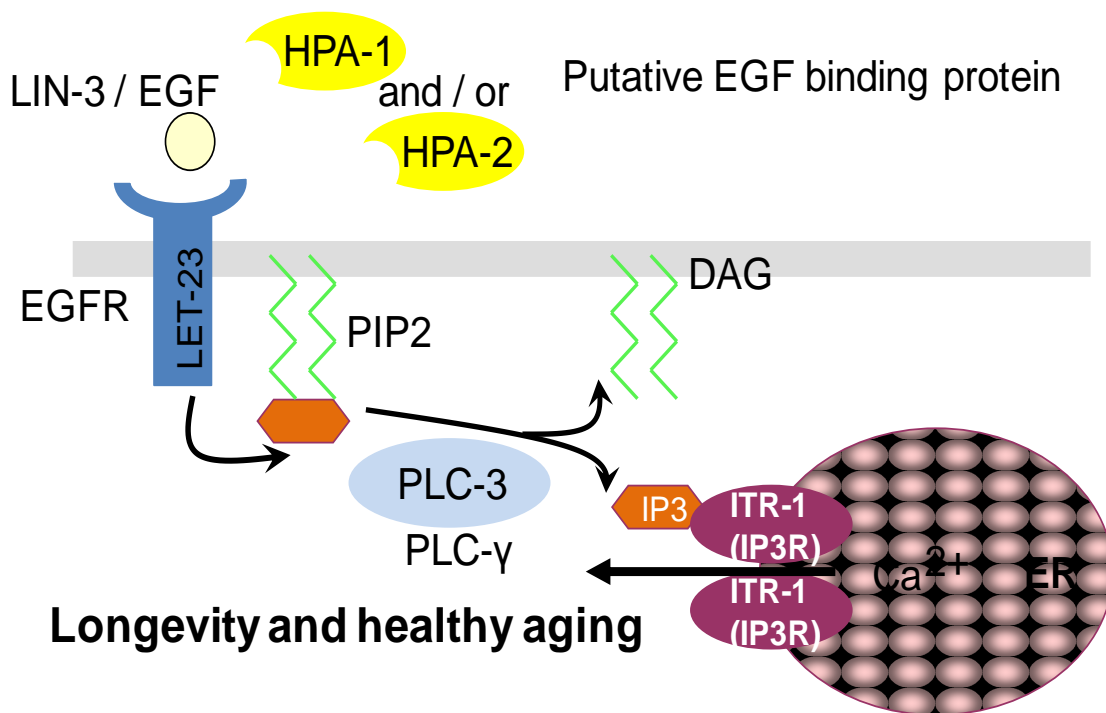 HPA-1
LIN-3 / EGF
and / or
Putative EGF binding protein
HPA-2
LET-23
EGFR
DAG
PIP2
PLC-3
PLC-γ
IP3
ITR-1
(IP3R)
Ca2+
ER
ITR-1
(IP3R)
Longevity and healthy aging